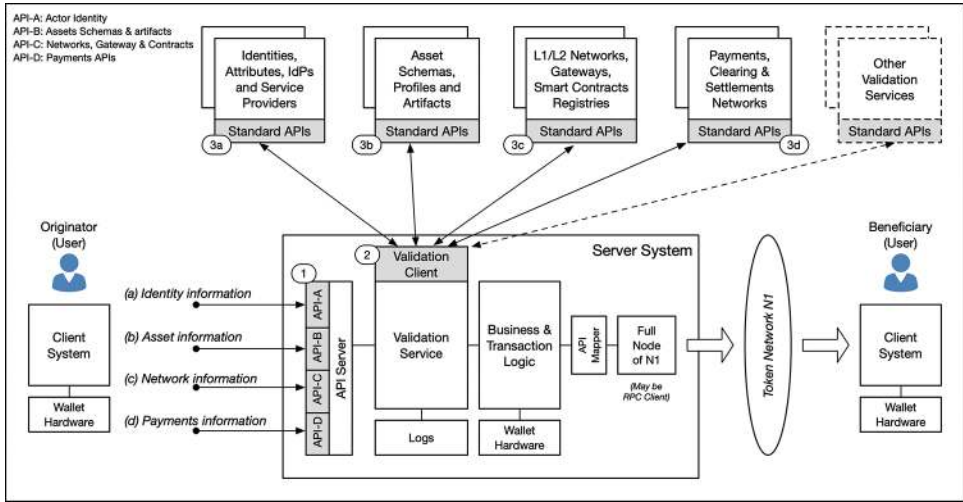 API-A: Actor Identity
API-B: Assets Schemas & artifacts
API-C: Networks, Gateway & Contracts
API-D: Payments APIs
Identities,
Attributes, IdPs
and Service
Providers
Standard APIs
3a
Asset
Schemas,
Profiles and
Artifacts
Standard APIs
3b
L1/L2 Networks,
Gateways,
Smart Contracts
Registries
Standard APIs
3c
Payments,
Clearing &
Settlements
Networks
Standard APIs
3d
Other
Validation
Services
Standard APIs
Originator
(User)
Client
System
Wallet
Hardware
(a) Identity information
(b) Asset information
(c) Network information
(d) Payments information
Server System
1
API-A
API-B
API-C
API-D
API Server
2
Validation
Client
Validation
Service
Logs
Business &
Transaction
Logic
Wallet
Hardware
API
Mapper
Full
Node
of N1
(May be
RPC Client)
Token Network N1
Beneficiary
(User)
Client
System
Wallet
Hardware